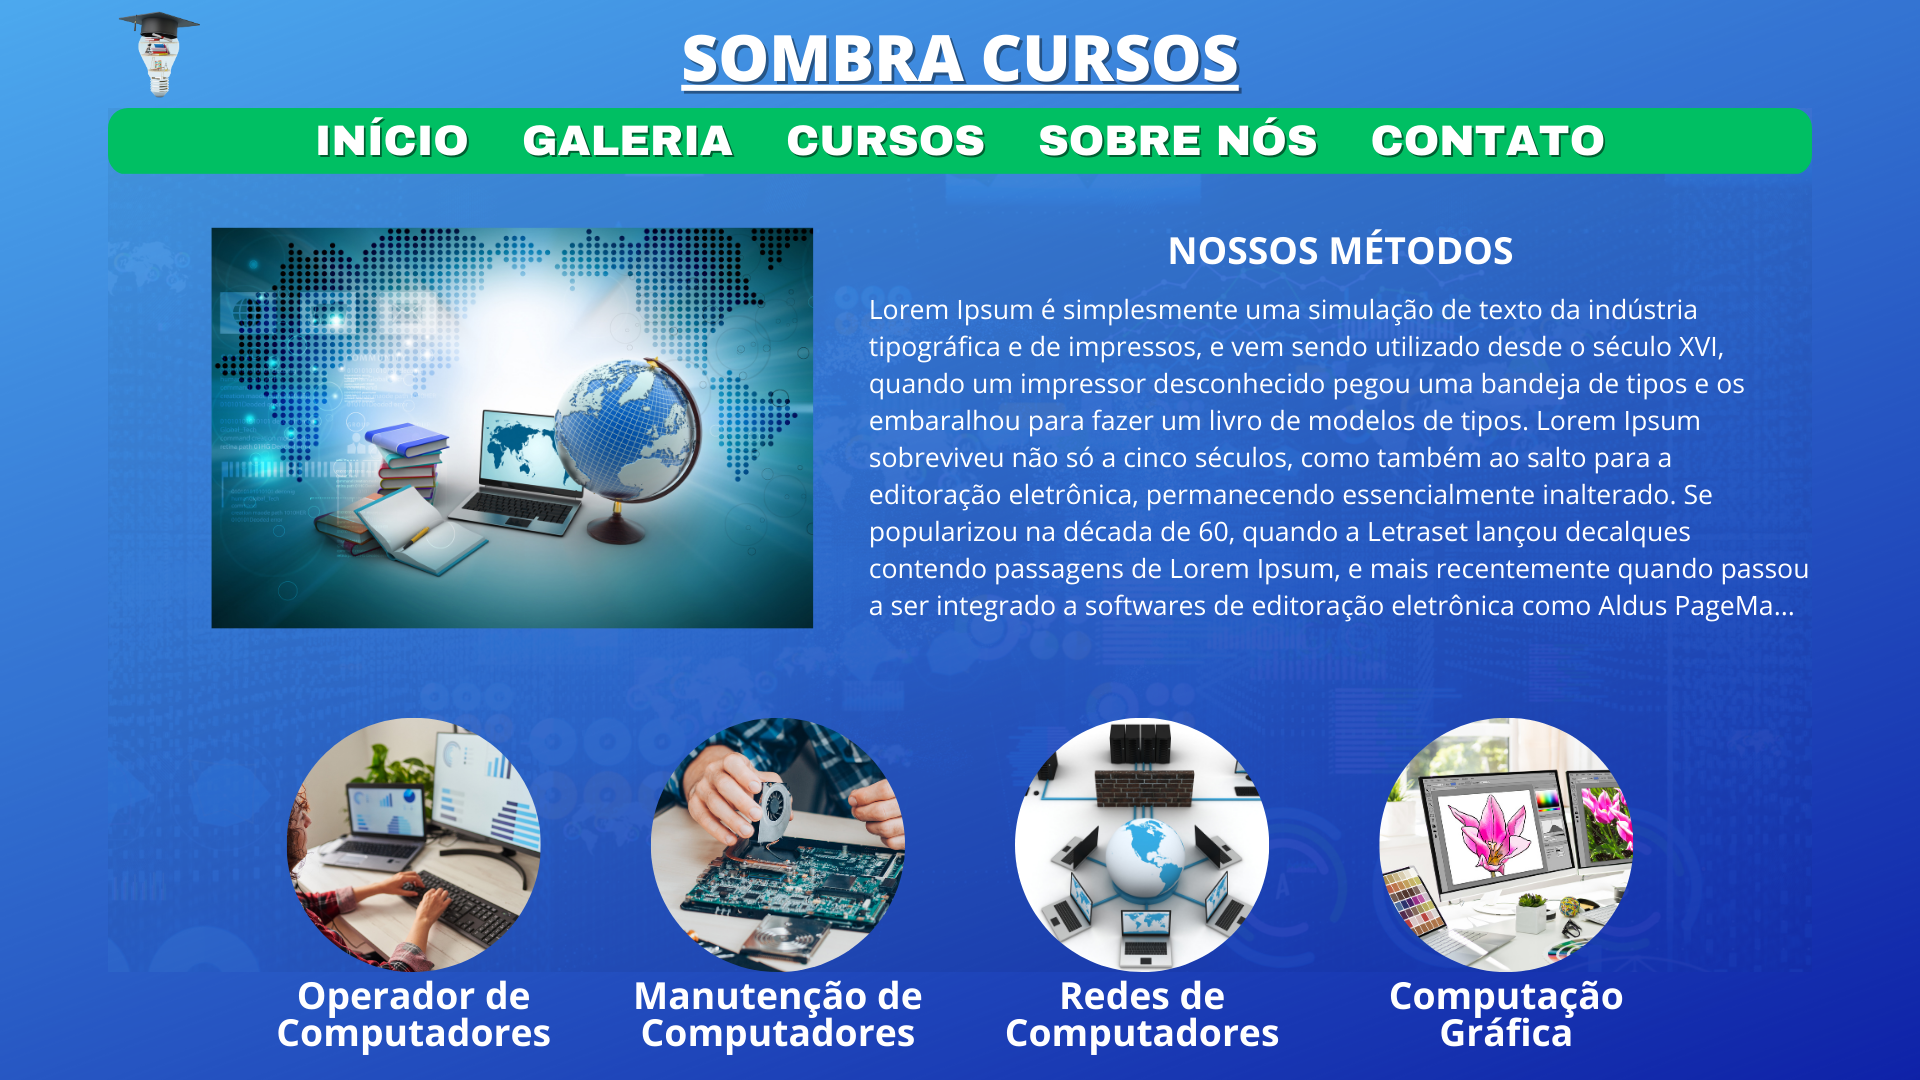 SOMBRA CURSOS
INÍCIO GALERIA CURSOS SOBRE NÓS CONTATO
NOSSOS MÉTODOS
Lorem Ipsum é simplesmente uma simulação de texto da indústria
tipográfica e de impressos, e vem sendo utilizado desde o século XVI,
quando um impressor desconhecido pegou uma bandeja de tipos e os
embaralhou para fazer um livro de modelos de tipos. Lorem Ipsum
sobreviveu não só a cinco séculos, como também ao salto para a
editoração eletrônica, permanecendo essencialmente inalterado. Se
popularizou na década de 60, quando a Letraset lançou decalques
contendo passagens de Lorem Ipsum, e mais recentemente quando passou
a ser integrado a softwares de editoração eletrônica como Aldus PageMa...
Operador de
Computadores
Manutenção de
Computadores
Redes de
Computadores
Computação
Gráfica